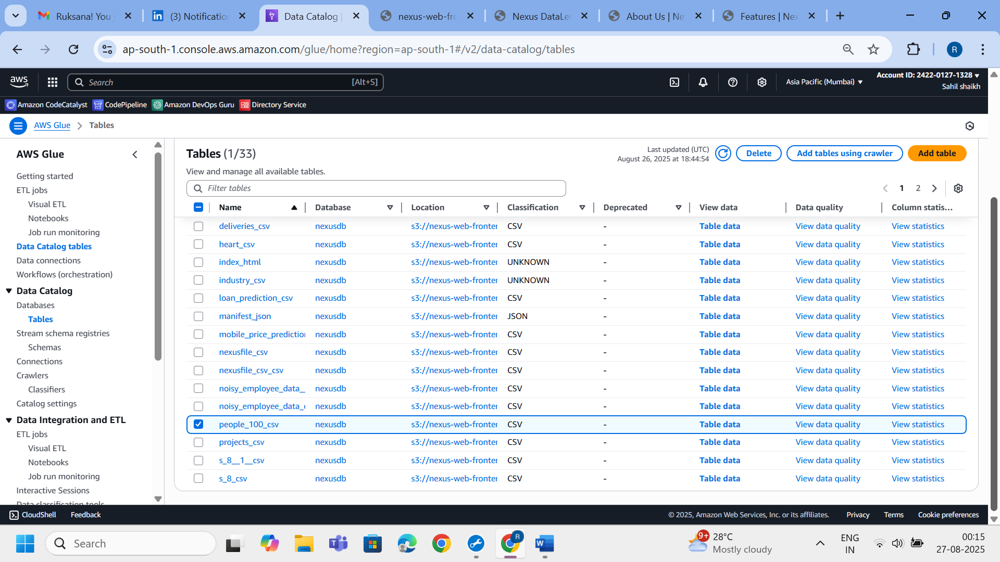 Ruksana! You j
(3) Notificatio
Data Catalog |
nexus-web-fro
Nexus DataLe
About Us | Ne
Features | Nex
ap-south-1.console.aws.amazon.com/glue/home?region=ap-south-1#/v2/data-catalog/tables
R
aws
Search
[Alt+S]
Asia Pacific (Mumbai)
Account ID: 2422-0127-1328
Sahil shaikh
Amazon CodeCatalyst
CodePipeline
Amazon DevOps Guru
Directory Service
AWS Glue
Tables
AWS Glue
Getting started
ETL jobs
Visual ETL
Notebooks
Job run monitoring
Data Catalog tables
Data connections
Workflows (orchestration)
Data Catalog
Databases
Tables
Stream schema registries
Schemas
Connections
Crawlers
Classifiers
Catalog settings
Data Integration and ETL
ETL jobs
Visual ETL
Notebooks
Job run monitoring
Interactive Sessions
Data classification tools
Tables (1/33)
View and manage all available tables.
Last updated (UTC)
August 26, 2025 at 18:44:54
Delete
Add tables using crawler
Add table
Filter tables
1 2
Name Database Location Classification Deprecated View data Data quality Column statis...
deliveries_csv nexusdb s3://nexus-web-fronter CSV - Table data View data quality View statistics
heart_csv nexusdb s3://nexus-web-fronter CSV - Table data View data quality View statistics
index_html nexusdb s3://nexus-web-fronter UNKNOWN - Table data View data quality View statistics
industry_csv nexusdb s3://nexus-web-fronter UNKNOWN - Table data View data quality View statistics
loan_prediction_csv nexusdb s3://nexus-web-fronter CSV - Table data View data quality View statistics
manifest_json nexusdb s3://nexus-web-fronter JSON - Table data View data quality View statistics
mobile_price_prediction nexusdb s3://nexus-web-fronter CSV - Table data View data quality View statistics
nexusfile_csv nexusdb s3://nexus-web-fronter CSV - Table data View data quality View statistics
nexusfile_csv_csv nexusdb s3://nexus-web-fronter CSV - Table data View data quality View statistics
noisy_employee_data__ nexusdb s3://nexus-web-fronter CSV - Table data View data quality View statistics
noisy_employee_data_c nexusdb s3://nexus-web-fronter CSV - Table data View data quality View statistics
people_100_csv nexusdb s3://nexus-web-fronter CSV - Table data View data quality View statistics
projects_csv nexusdb s3://nexus-web-fronter CSV - Table data View data quality View statistics
s_8__1__csv nexusdb s3://nexus-web-fronter CSV - Table data View data quality View statistics
s_8_csv nexusdb s3://nexus-web-fronter CSV - Table data View data quality View statistics
CloudShell
Feedback
© 2025, Amazon Web Services, Inc. or its affiliates.
Privacy
Terms
Cookie preferences
Search
9+
28°C
Mostly cloudy
ENG
IN
00:15
27-08-2025